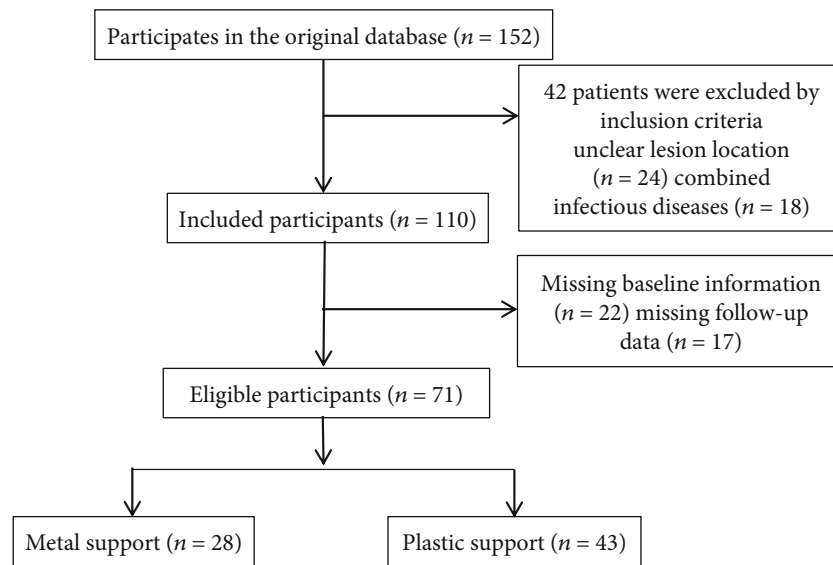 Participates in the original database (n = 152)
42 patients were excluded by
inclusion criteria
unclear lesion location
(n = 24) combined
infectious diseases (n = 18)
Included participants (n = 110)
Missing baseline information
(n = 22) missing follow-up
data (n = 17)
Eligible participants (n = 71)
Metal support (n = 28)
Plastic support (n = 43)